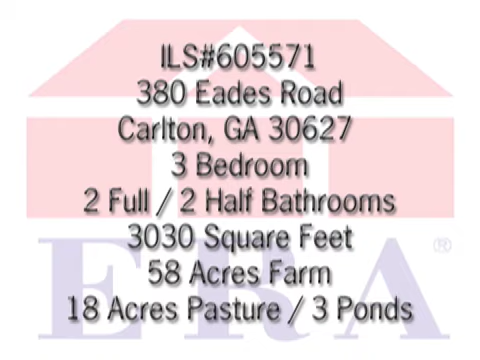 ILS#605571
380 Eades Road
Carlton, GA 30627
3 Bedroom
2 Full / 2 Half Bathrooms
3030 Square Feet
58 Acres Farm
18 Acres Pasture / 3 Ponds
ERA®